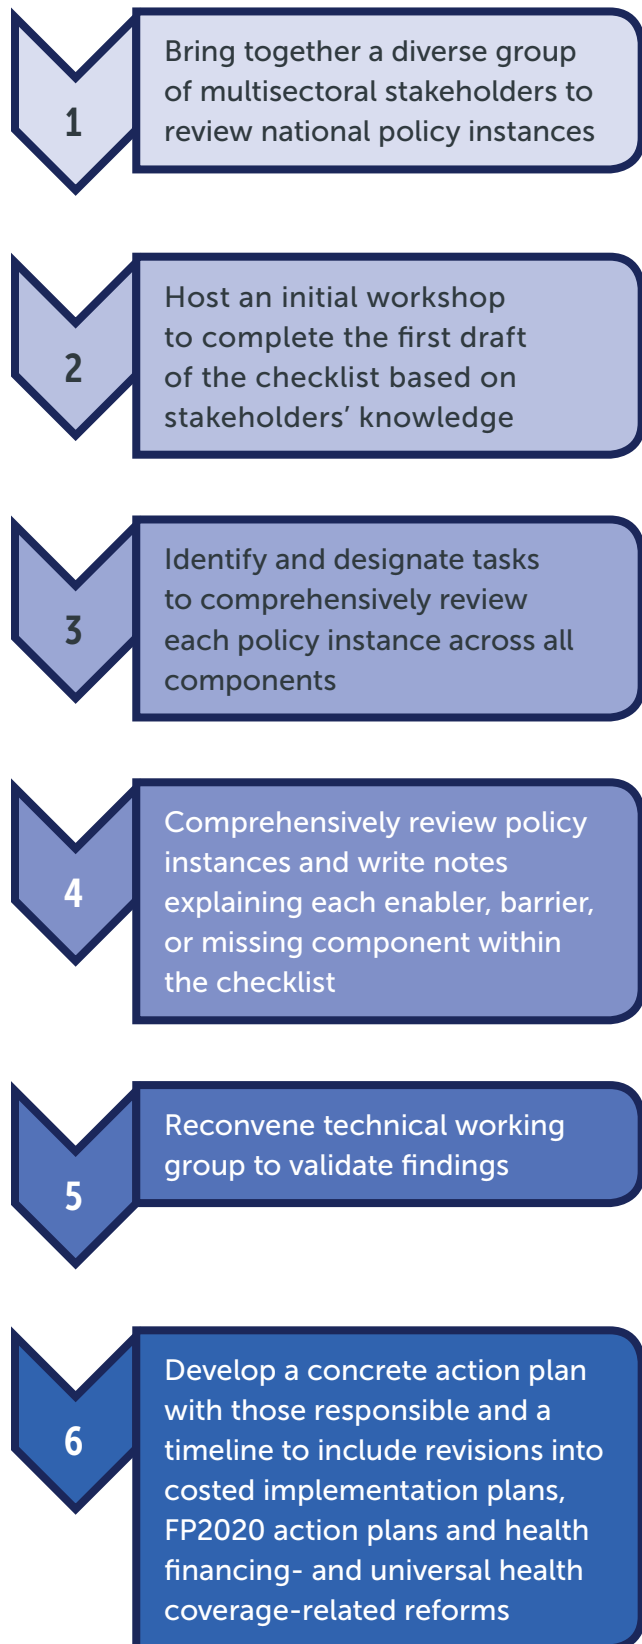 1
Bring together a diverse group
of multisectoral stakeholders to
review national policy instances
2
Host an initial workshop
to complete the first draft
of the checklist based on
stakeholders’ knowledge
3
Identify and designate tasks
to comprehensively review
each policy instance across all
components
4
Comprehensively review policy
instances and write notes
explaining each enabler, barrier,
or missing component within
the checklist
5
Reconvene technical working
group to validate findings
6
Develop a concrete action plan
with those responsible and a
timeline to include revisions into
costed implementation plans,
FP2020 action plans and health
financing- and universal health
coverage-related reforms